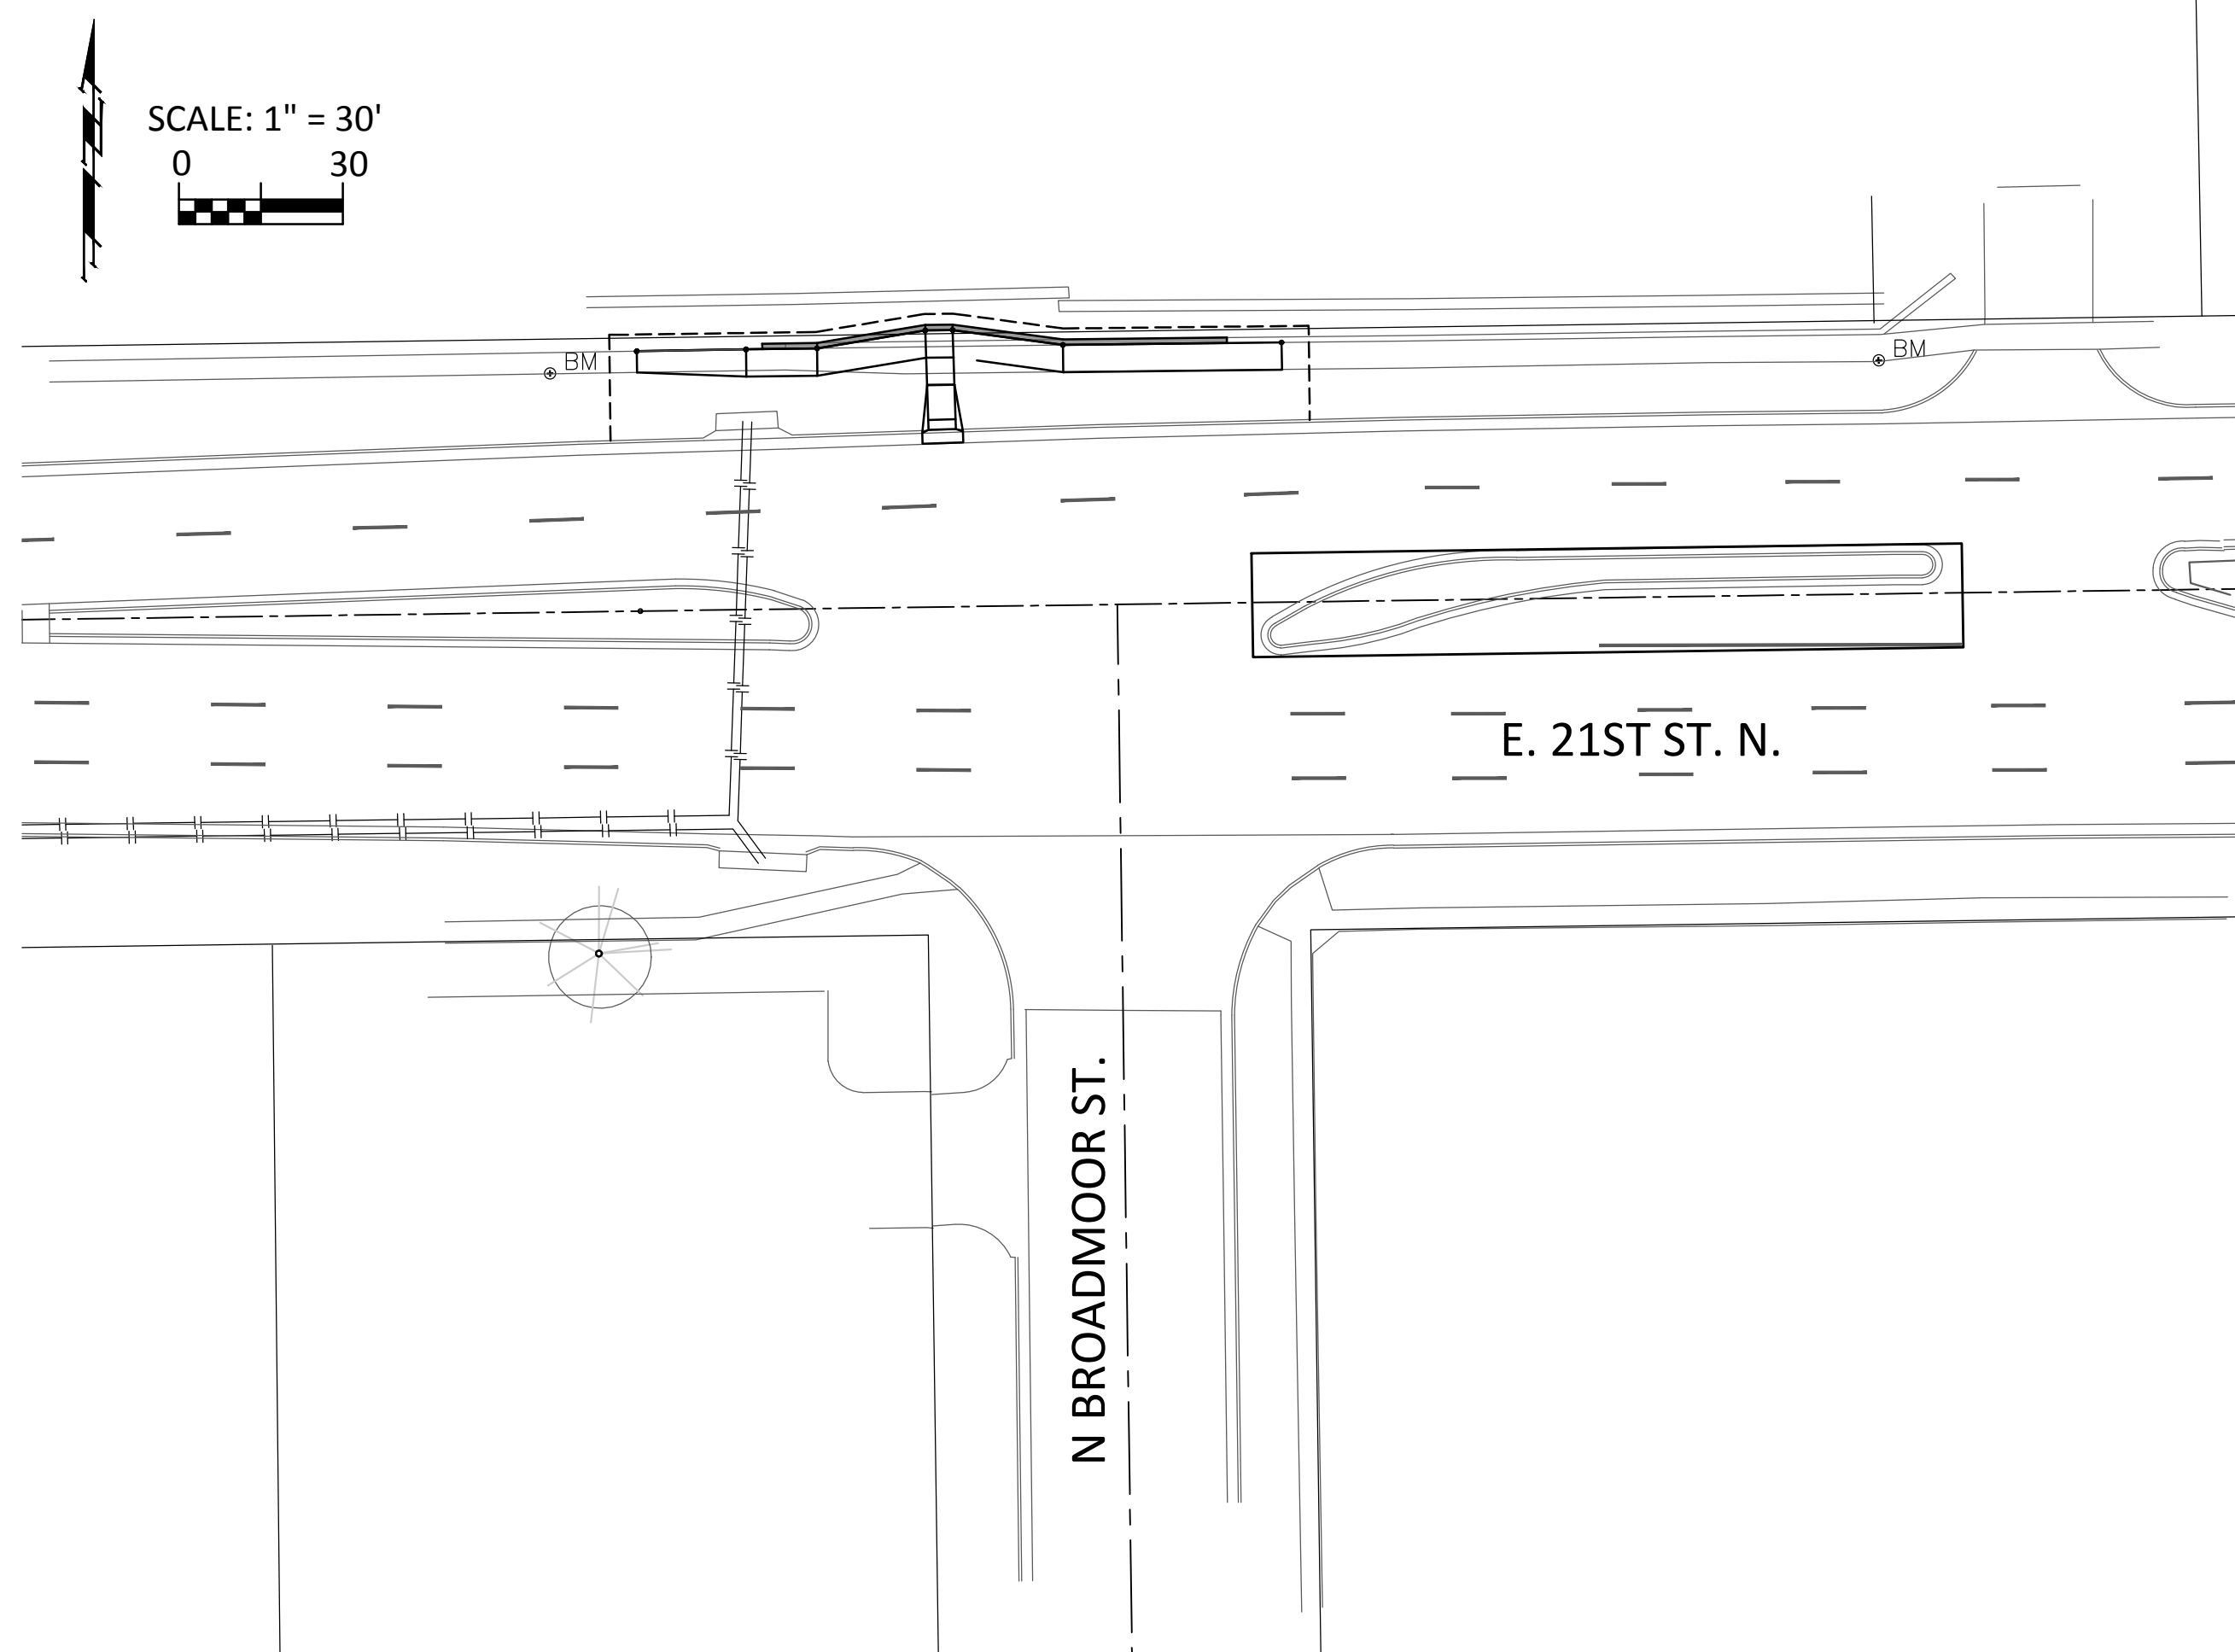 SCALE: 1" = 30'
0 30
BM
BM
E. 21ST ST. N.
N BROADMOOR ST.